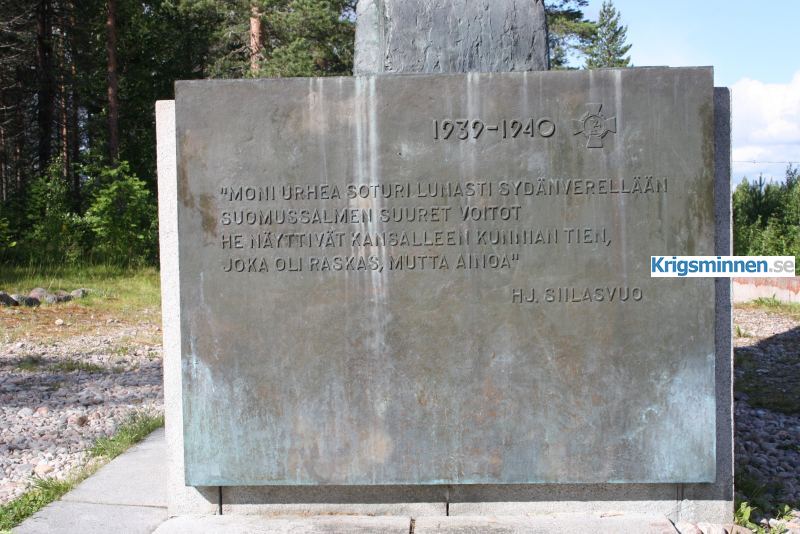 1939-1940
"MONI URHEA SOTURI LUNASTI SYDÄNVERELLÄÄN
SUOMUSSALMEN SUURET VOITOT
HE NÄYTTIVÄT KANSALLEEN KUNNIAN TIEN,
JOKA OLI RASKAS, MUTTA AINOA"
HJ. SIILASVUO
Krigsminnen.se